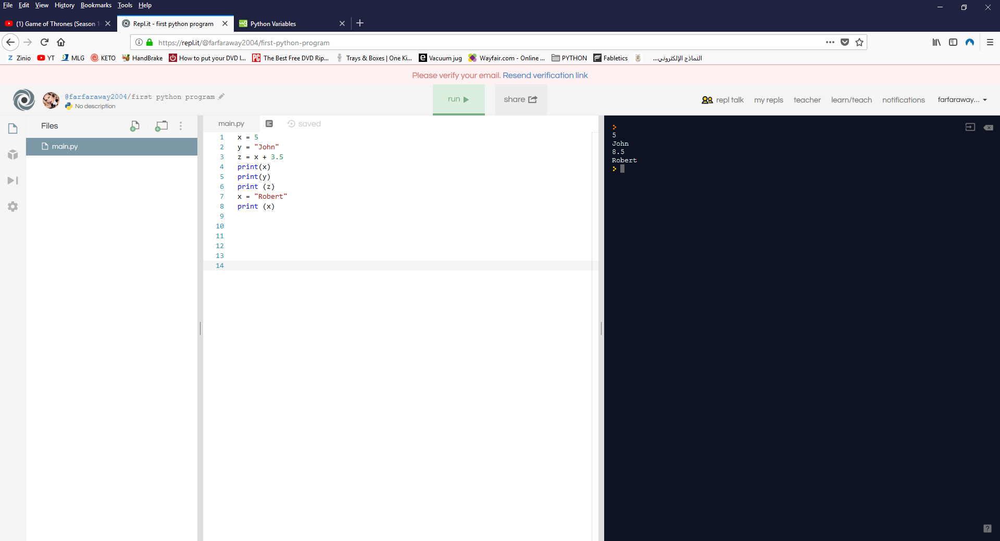 File Edit View History Bookmarks Tools Help
(1) Game of Thrones (Season 1- Repl.it - first python program Python Variables
https://repl.it/@farfaraway2004/first-python-program
Zinio YT MLG KETO HandBrake How to put your DVD I... The Best Free DVD Rip... Trays & Boxes | One Ki... Vacuum jug Wayfair.com - Online ... PYTHON Fabletics النماذج الإلكتروني...
Please verify your email. Resend verification link
@farfaraway2004/first python program
No description
run share repl talk my repls teacher learn/teach notifications farfaraway...
Files
main.py
main.py saved
1 x = 5
2 y = "John"
3 z = x + 3.5
4 print(x)
5 print(y)
6 print (z)
7 x = "Robert"
8 print (x)
9
10
11
12
13
14
5
John
8.5
Robert